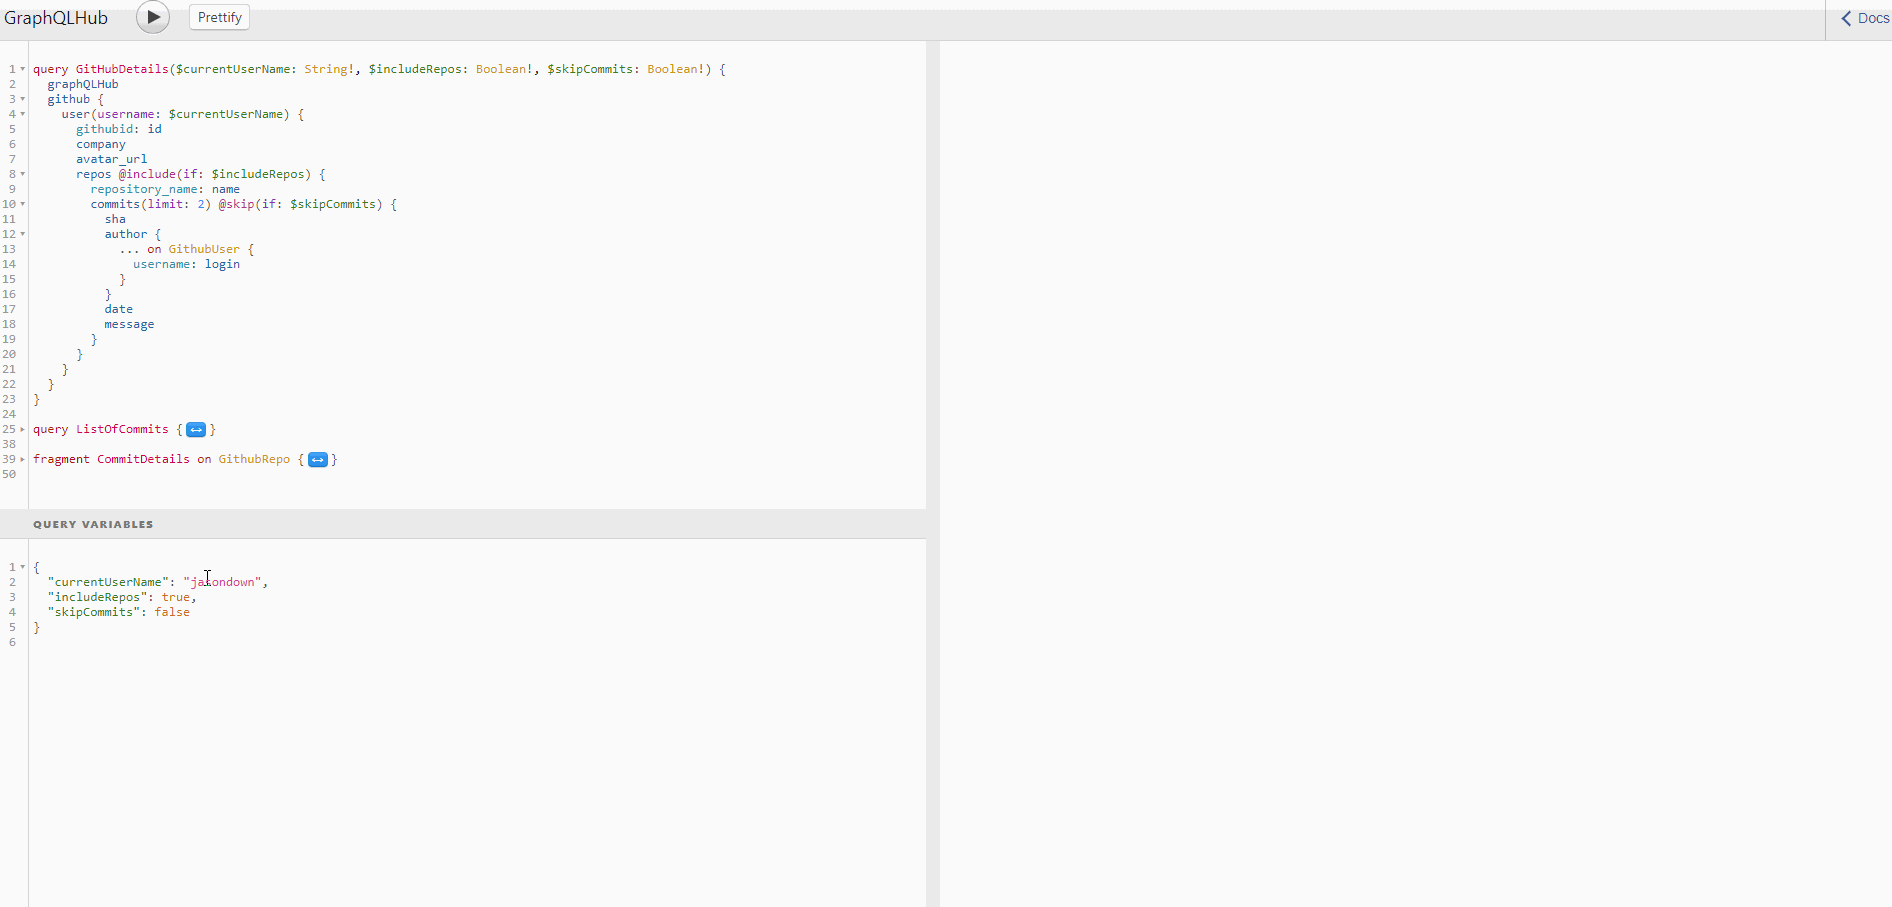 GraphQLHub Prettify Docs
1 query GitHubDetails($currentUserName: String!, $includeRepos: Boolean!, $skipCommits: Boolean!) {
2 graphQLHub
3 github {
4 user(username: $currentUserName) {
5 githubid: id
6 company
7 avatar_url
8 repos @include(if: $includeRepos) {
9 repository_name: name
10 commits(limit: 2) @skip(if: $skipCommits) {
11 sha
12 author {
13 ... on GithubUser {
14 username: login
15 }
16 }
17 date
18 message
19 }
20 }
21 }
22 }
23 }
24
25 query ListOfCommits { ↔ }
38
39 fragment CommitDetails on GithubRepo { ↔ }
50
QUERY VARIABLES
1 {
2 "currentUserName": "jasondown",
3 "includeRepos": true,
4 "skipCommits": false
5 }
6